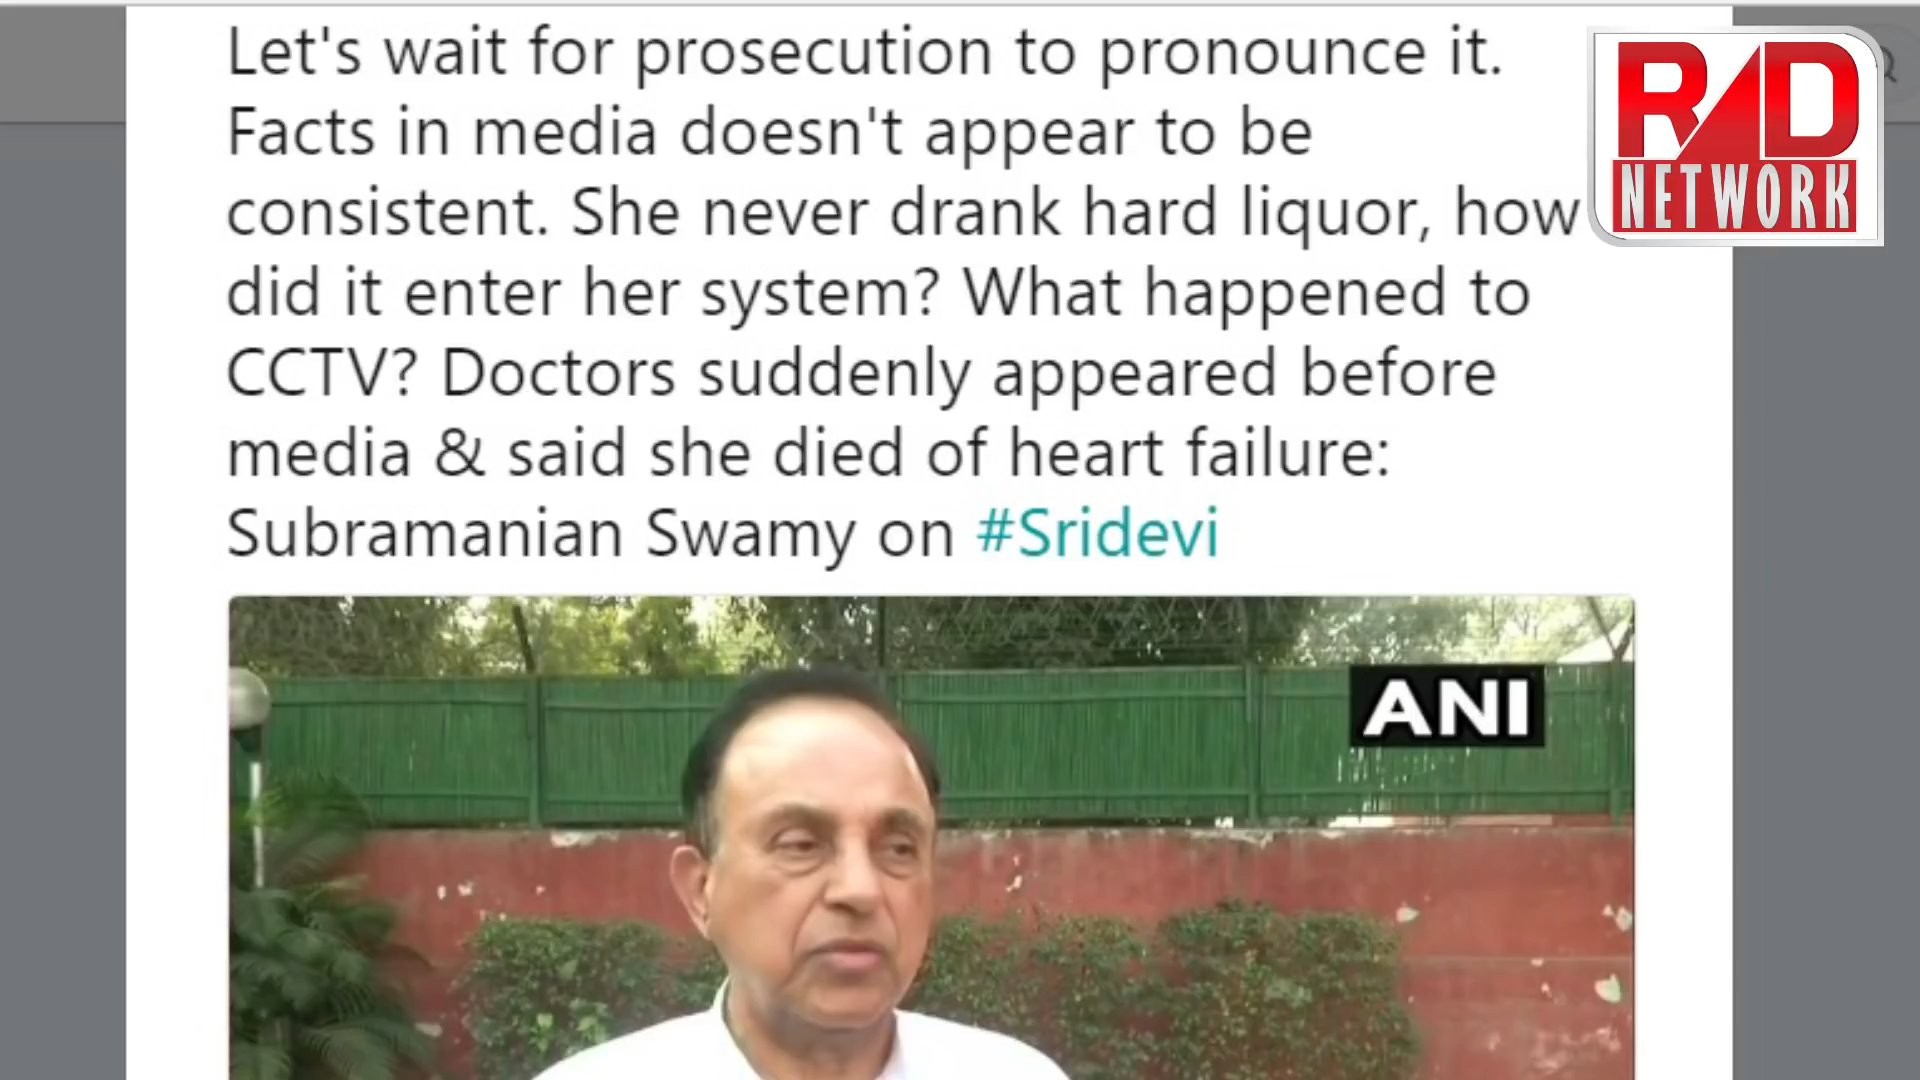 Let's wait for prosecution to pronounce it.
Facts in media doesn't appear to be
consistent. She never drank hard liquor, how
did it enter her system? What happened to
CCTV? Doctors suddenly appeared before
media & said she died of heart failure:
Subramanian Swamy on #Sridevi
RAD
NETWORK
ANI